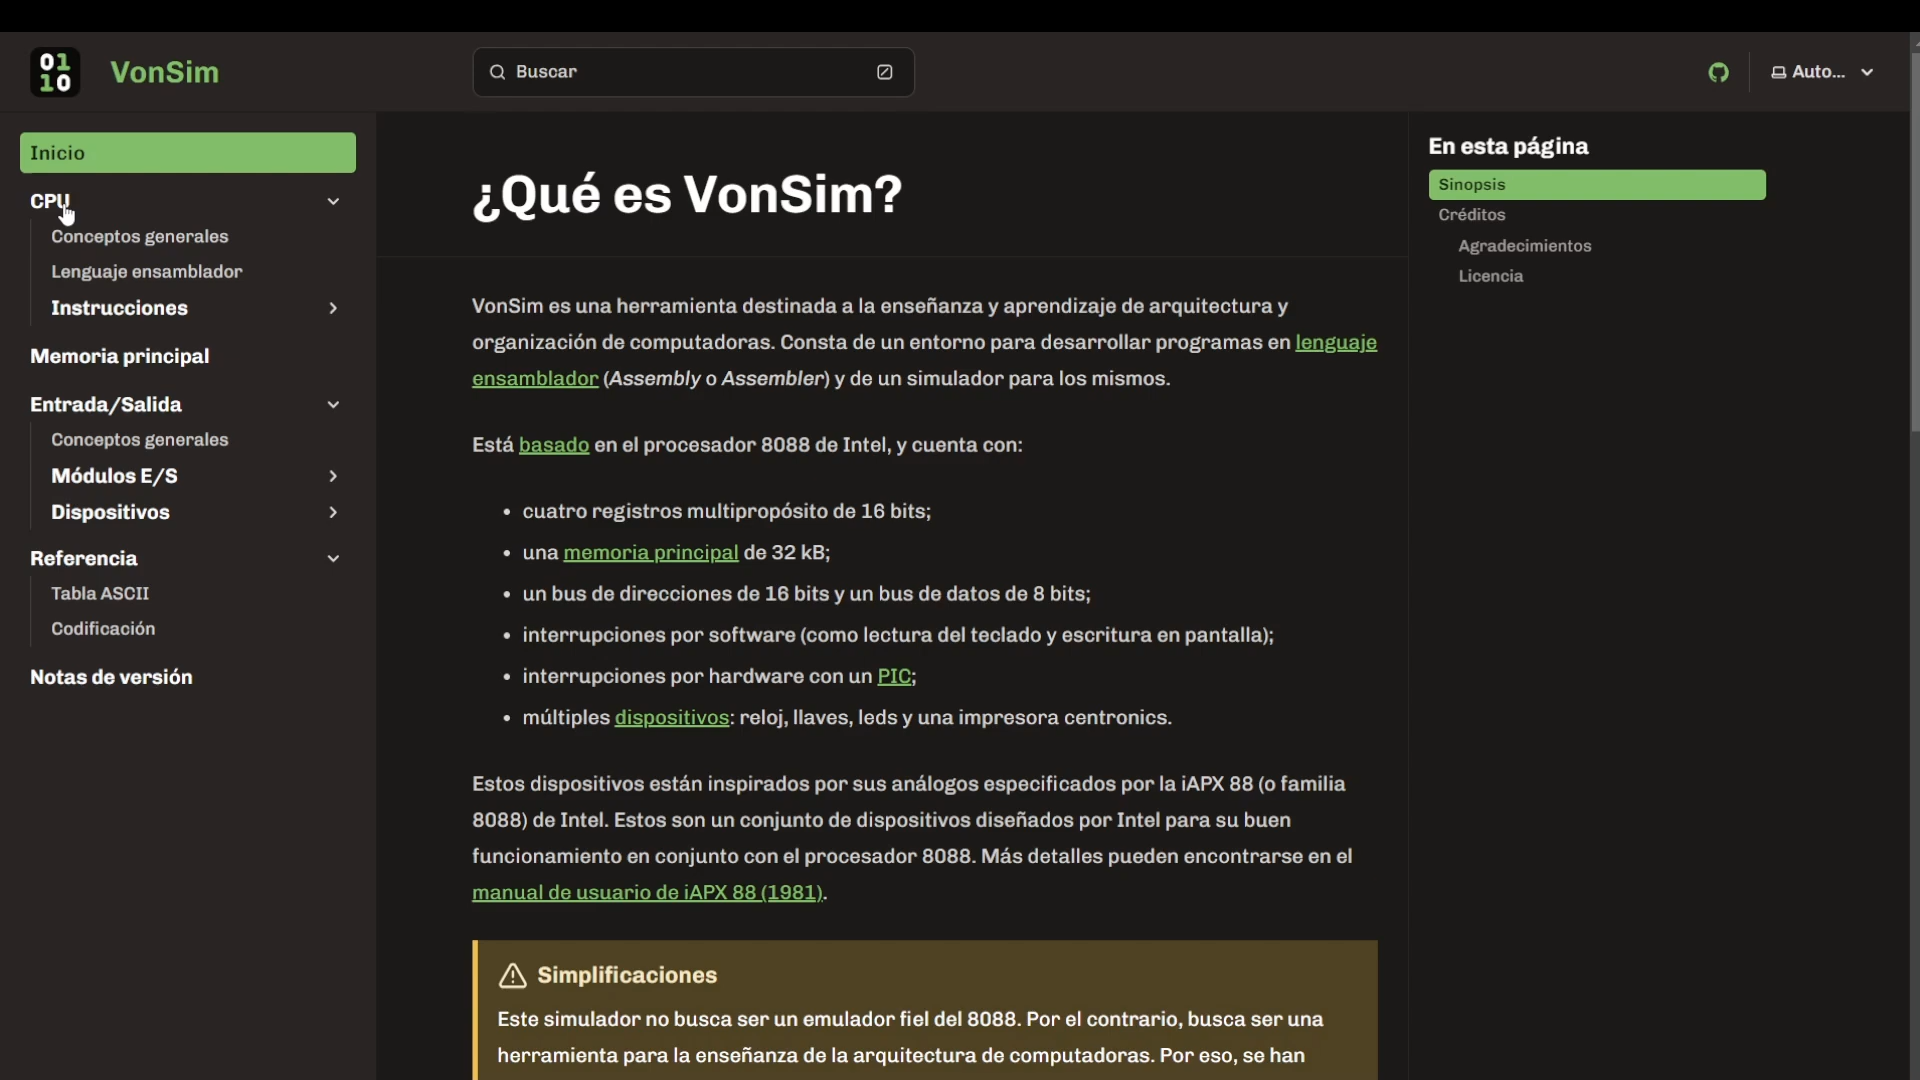 01
10
VonSim
Buscar
Auto...
Inicio
CPU
Conceptos generales
Lenguaje ensamblador
Instrucciones
Memoria principal
Entrada/Salida
Conceptos generales
Módulos E/S
Dispositivos
Referencia
Tabla ASCII
Codificación
Notas de versión
¿Qué es VonSim?
VonSim es una herramienta destinada a la enseñanza y aprendizaje de arquitectura y
organización de computadoras. Consta de un entorno para desarrollar programas en lenguaje
ensamblador (Assembly o Assembler) y de un simulador para los mismos.
Está basado en el procesador 8088 de Intel, y cuenta con:
• cuatro registros multipropósito de 16 bits;
• una memoria principal de 32 kB;
• un bus de direcciones de 16 bits y un bus de datos de 8 bits;
• interrupciones por software (como lectura del teclado y escritura en pantalla);
• interrupciones por hardware con un PIC;
• múltiples dispositivos: reloj, llaves, leds y una impresora centronics.
Estos dispositivos están inspirados por sus análogos especificados por la iAPX 88 (o familia
8088) de Intel. Estos son un conjunto de dispositivos diseñados por Intel para su buen
funcionamiento en conjunto con el procesador 8088. Más detalles pueden encontrarse en el
manual de usuario de iAPX 88 (1981).
Simplificaciones
Este simulador no busca ser un emulador fiel del 8088. Por el contrario, busca ser una
herramienta para la enseñanza de la arquitectura de computadoras. Por eso, se han
En esta página
Sinopsis
Créditos
Agradecimientos
Licencia